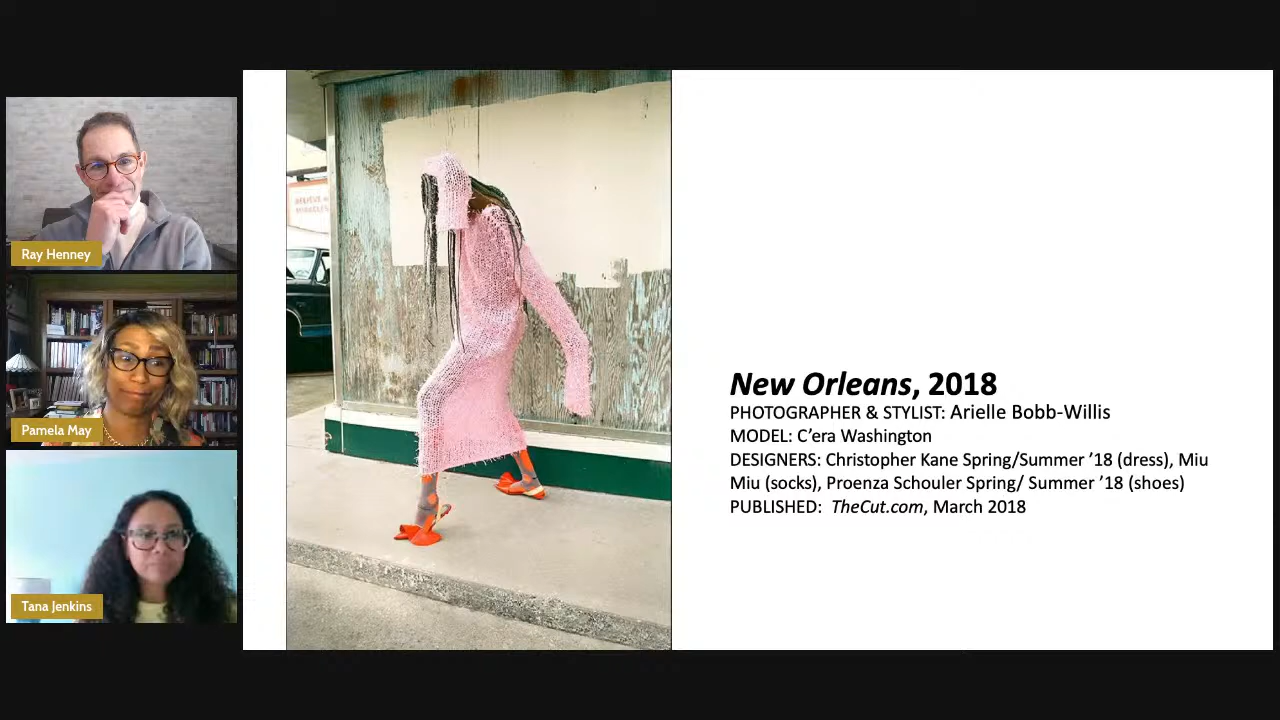 Ray Henney
Pamela May
Tana Jenkins
New Orleans, 2018
PHOTOGRAPHER & STYLIST: Arielle Bobb-Willis
MODEL: C’era Washington
DESIGNERS: Christopher Kane Spring/Summer ’18 (dress), Miu
Miu (socks), Proenza Schouler Spring/ Summer ’18 (shoes)
PUBLISHED: TheCut.com, March 2018